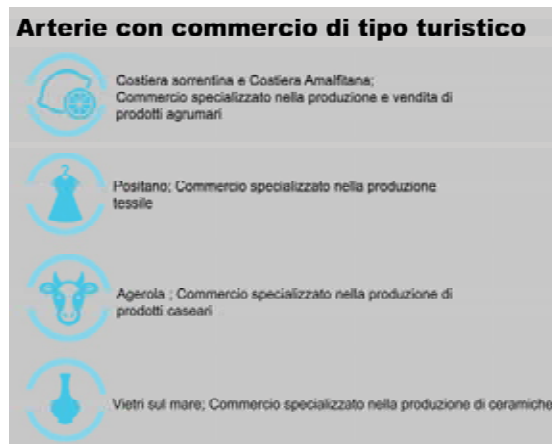 Arterie con commercio di tipo turistico
Costiera sorrentina e Costiera Amalfitana;
Commercio specializzato nella produzione e vendita di
prodotti agrumari
Positano; Commercio specializzato nella produzione
tessile
Agerola ; Commercio specializzato nella produzione di
prodotti caseari
Vietri sul mare; Commercio specializzato nella produzione di ceramiche